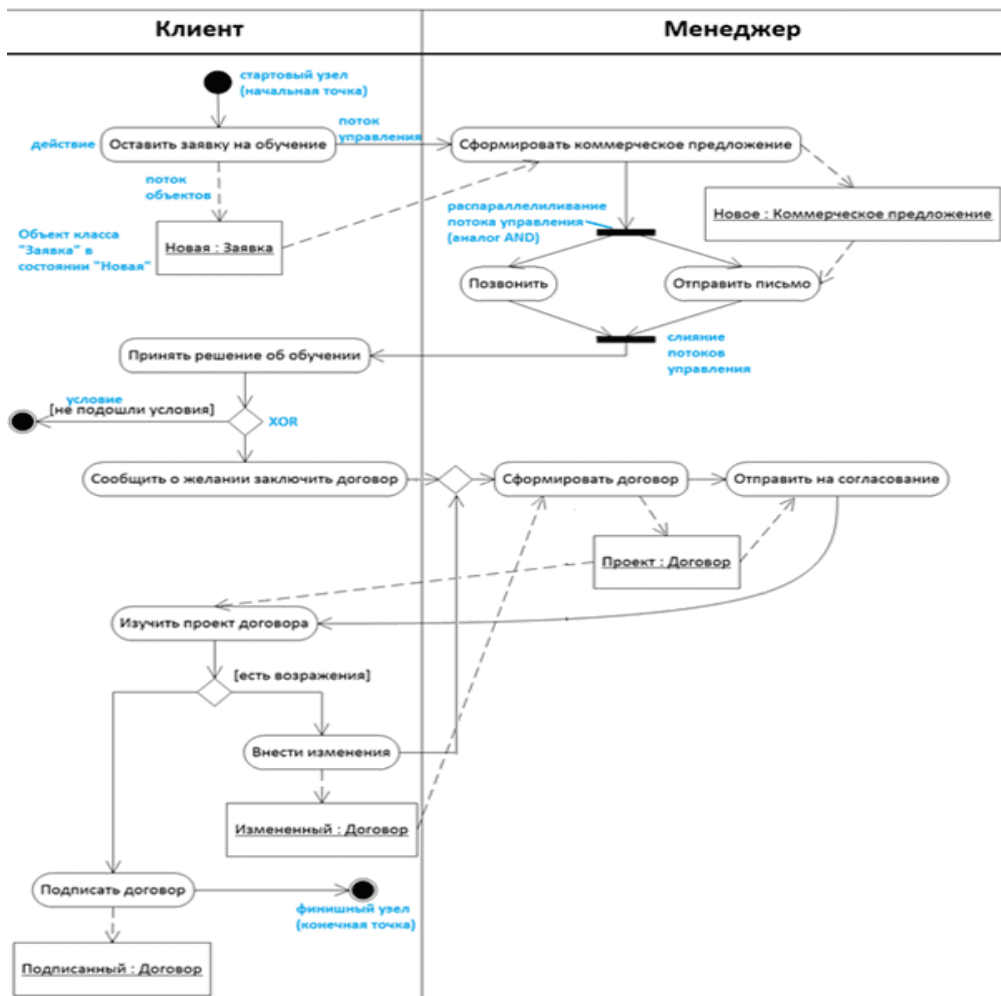 Клиент
Менеджер
стартовый узел
(начальная точка)
поток
управления
действие
Оставить заявку на обучение
Сформировать коммерческое предложение
поток
объектов
распараллеливание
потока управления
(аналог AND)
Новое : Коммерческое предложение
Объект класса
"Заявка" в
состоянии "Новая"
Новая : Заявка
Позвонить
Отправить письмо
слияние
потоков
управления
Принять решение об обучении
условие
[не подошли условия]
XOR
Сообщить о желании заключить договор
Сформировать договор
Отправить на согласование
Проект : Договор
Изучить проект договора
[есть возражения]
Внести изменения
Измененный : Договор
Подписать договор
финишный узел
(конечная точка)
Подписанный : Договор